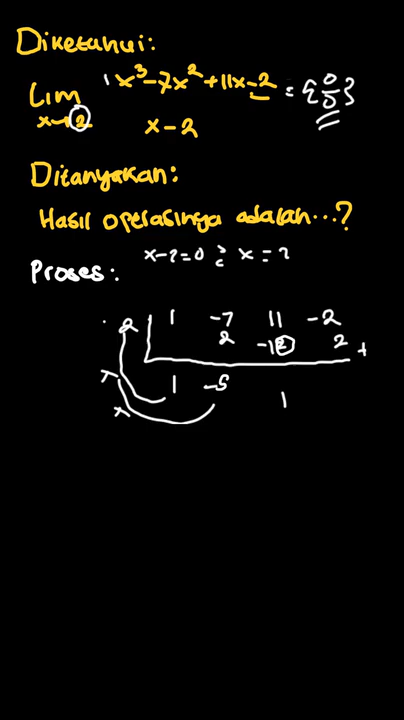 Diketahui:
Lim x→2 x³-7x²+11x-2 / x-2 = {0/0}
Ditanyakan:
Hasil operasinya adalah...?
Proses: x-2=0 ; x=2
2 | 1 -7 11 -2
2 -10 2 +
x 1 -5 1
x